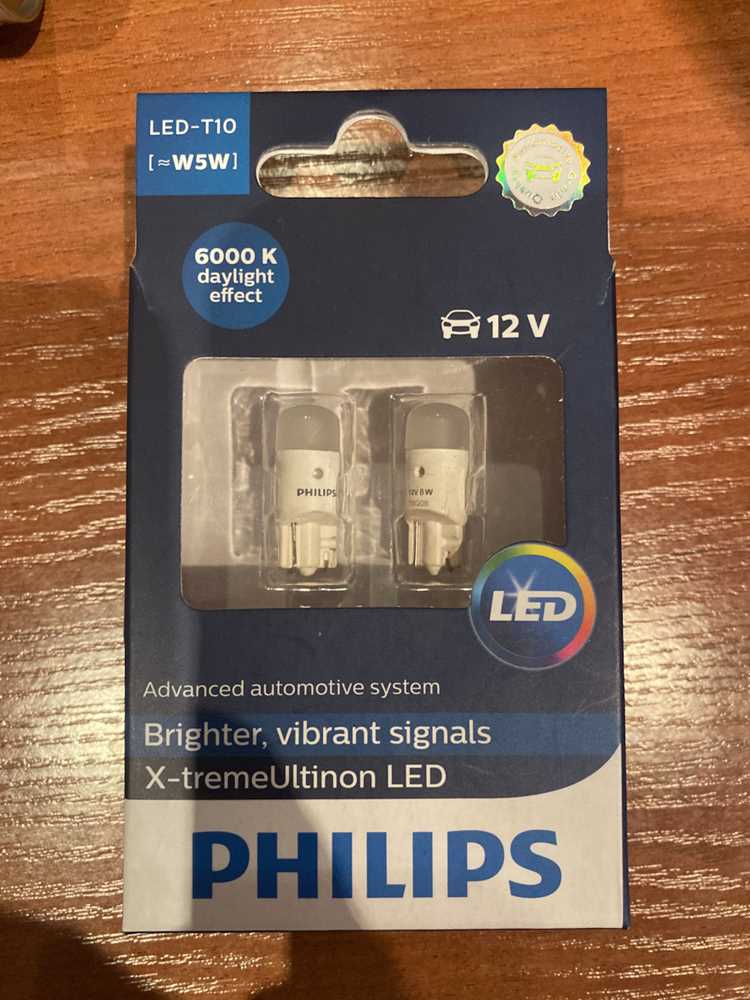 LED-T10
[≈W5W]
6000 K
daylight
effect
12 V
PHILIPS
12V 8W
LED
Advanced automotive system
Brighter, vibrant signals
X-tremeUltinon LED
PHILIPS